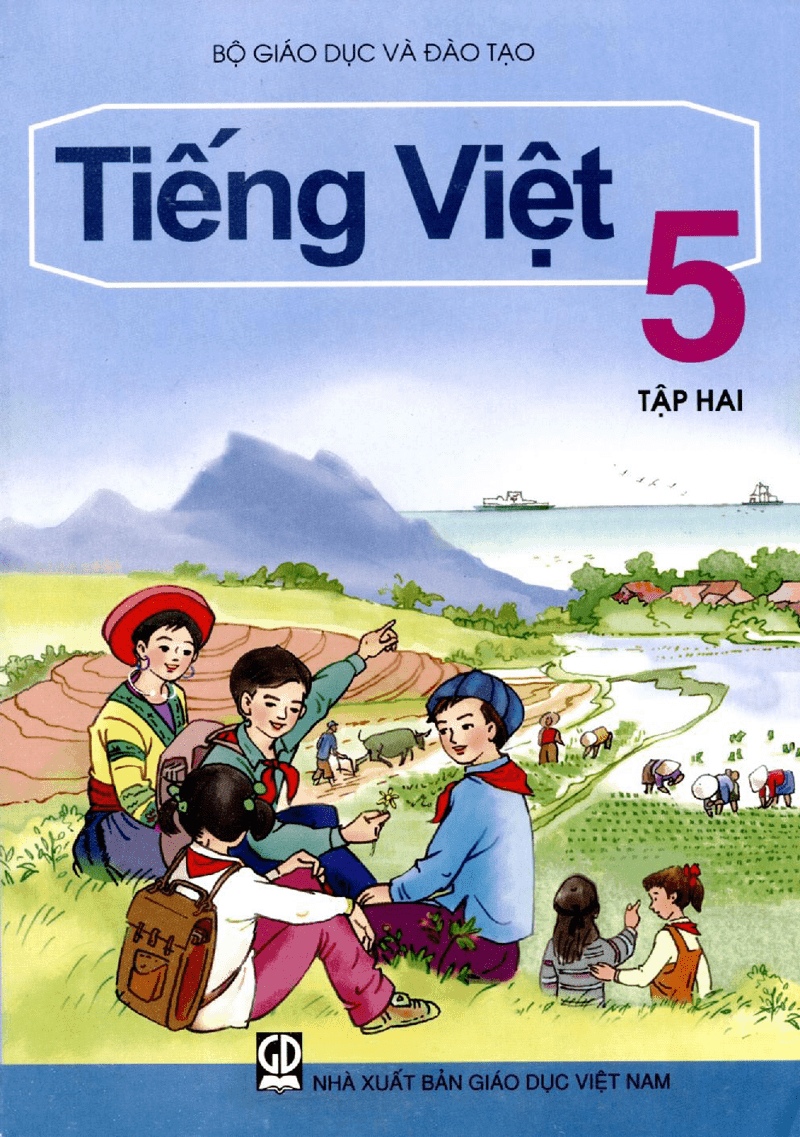 BỘ GIÁO DỤC VÀ ĐÀO TẠO
Tiếng Việt
5
TẬP HAI
GD
NHÀ XUẤT BẢN GIÁO DỤC VIỆT NAM